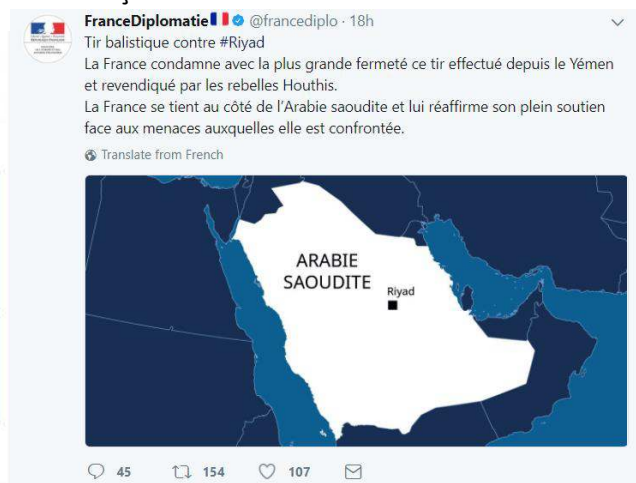 FranceDiplomatie🇫🇷 @francediplo · 18h
Tir balistique contre #Riyad
La France condamne avec la plus grande fermeté ce tir effectué depuis le Yémen
et revendiqué par les rebelles Houthis.
La France se tient au côté de l'Arabie saoudite et lui réaffirme son plein soutien
face aux menaces auxquelles elle est confrontée.
Translate from French
ARABIE
SAOUDITE
Riyad
45 154 107